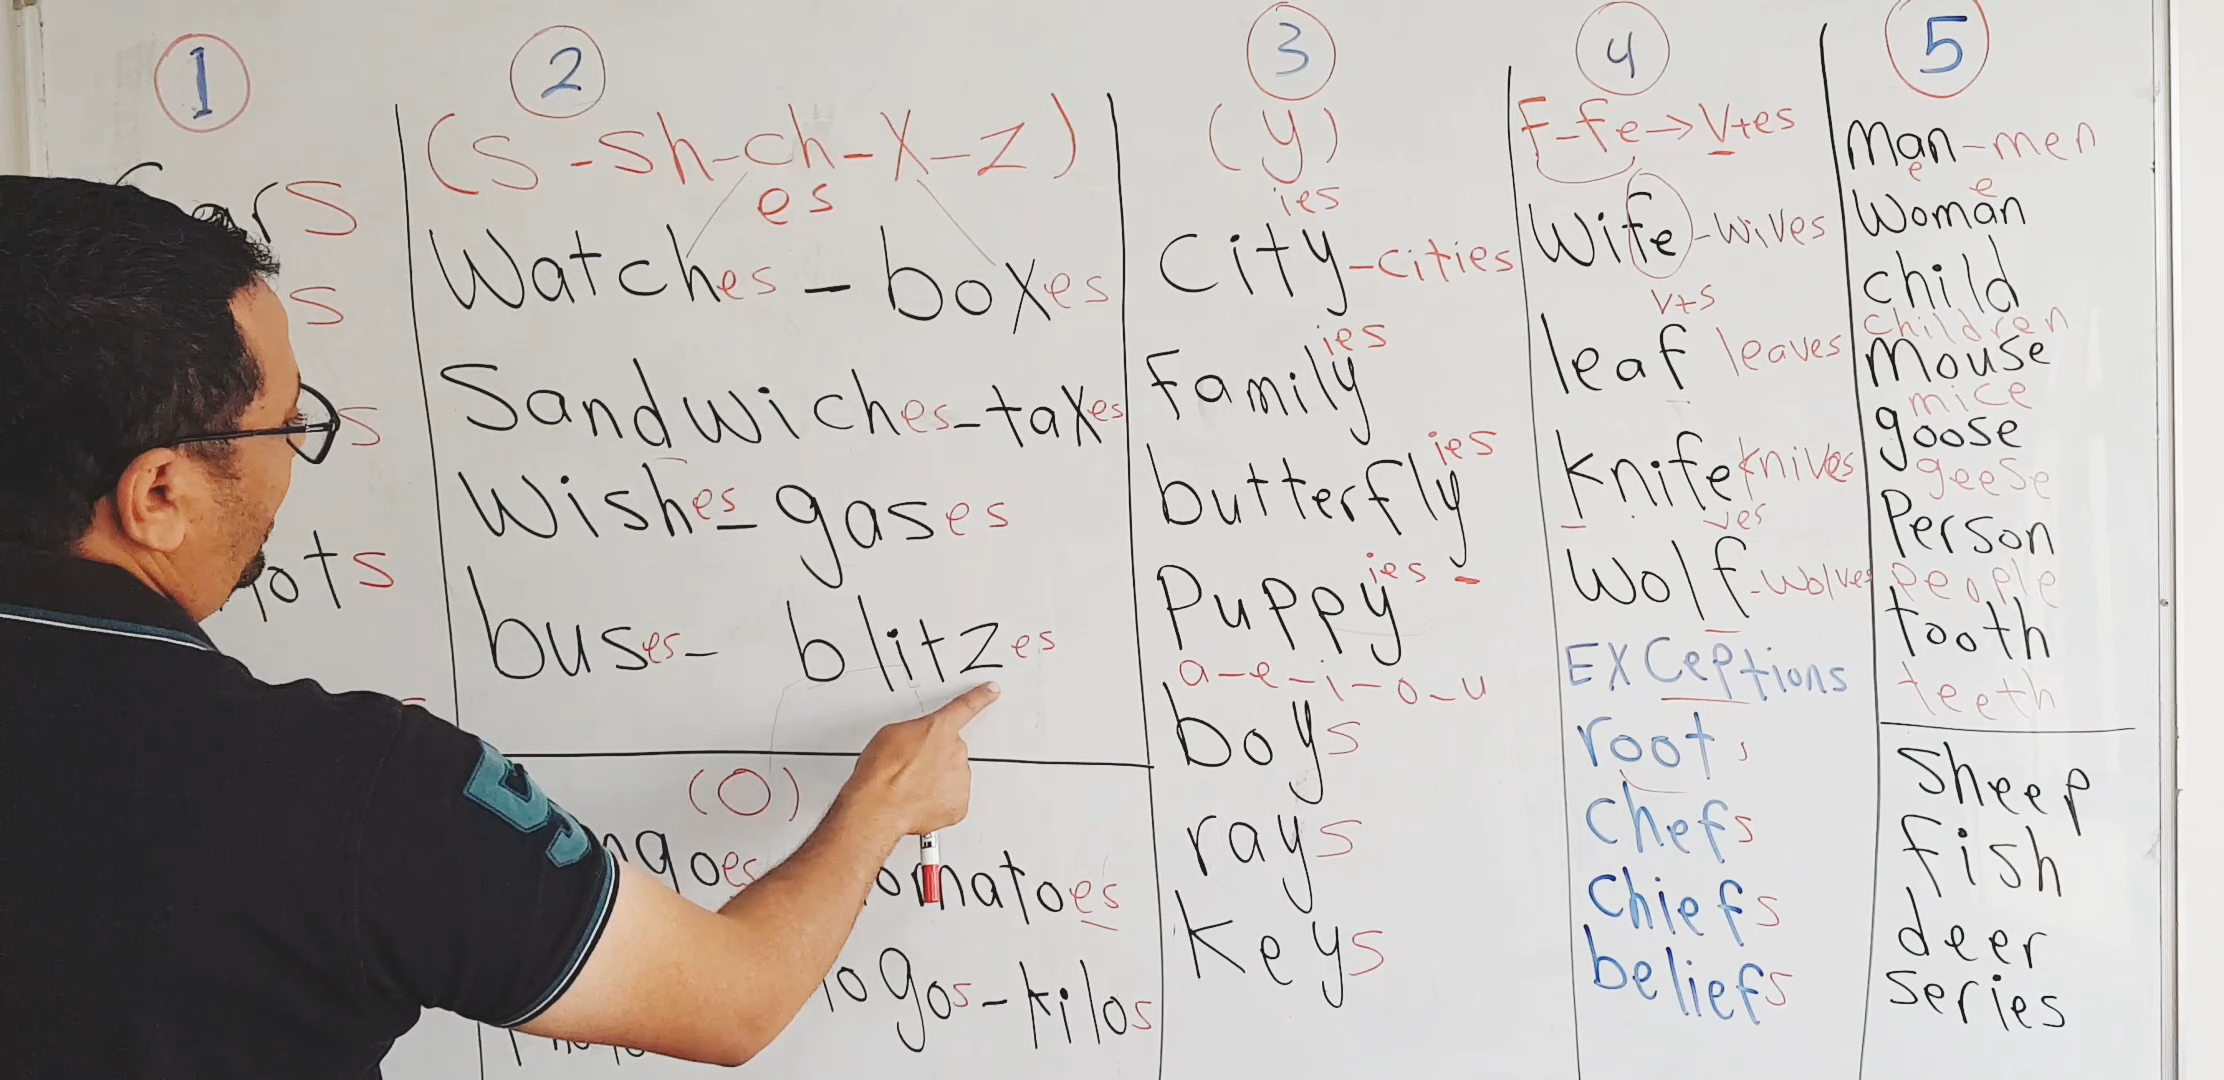 1
s
s
ots
2
(S-sh-ch-X-Z)
es
Watches - boxes
Sandwiches-taxes
Wishes-gases
buses- blitzes
(O)
logos-kilos
3
(y)
ies
City-cities
ies
Family
ies
butterfly
ies -
Puppy
a-e-i-o-u
boys
rays
keys
4
F-fe→V+es
Wife-wives
v+s
leaf leaves
Knife knives
ves
Wolf-wolves
EXCeptions
roots
chefs
Chiefs
beliefs
5
Man-men
e
e
Woman
child
children
Mouse
mice
goose
geese
Person
people
tooth
teeth
Sheep
Fish
deer
Series